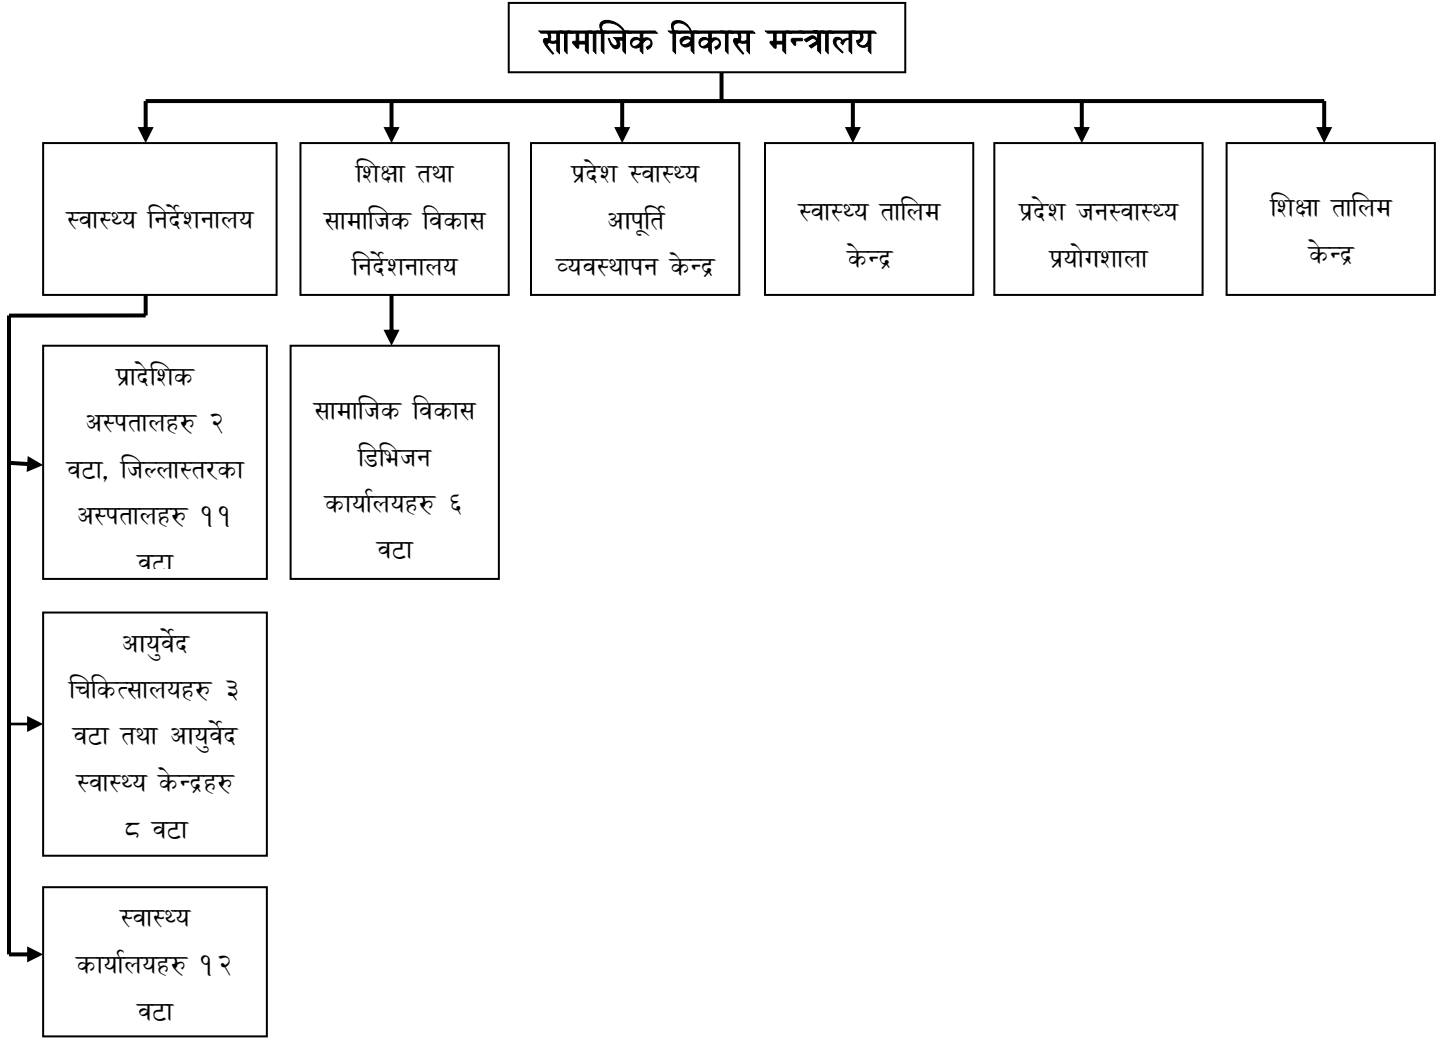 सामाजिक विकास मन्त्रालय
स्वास्थ्य निर्देशनालय
शिक्षा तथा
सामाजिक विकास
निर्देशनालय
प्रदेश स्वास्थ्य
आपूर्ति
व्यवस्थापन केन्द्र
स्वास्थ्य तालिम
केन्द्र
प्रदेश जनस्वास्थ्य
प्रयोगशाला
शिक्षा तालिम
केन्द्र
प्रादेशिक
अस्पतालहरु २
वटा, जिल्लास्तरका
अस्पतालहरु ११
वटा
सामाजिक विकास
डिभिजन
कार्यालयहरु ६
वटा
आयुर्वेद
चिकित्सालयहरु ३
वटा तथा आयुर्वेद
स्वास्थ्य केन्द्रहरु
८ वटा
स्वास्थ्य
कार्यालयहरु १२
वटा